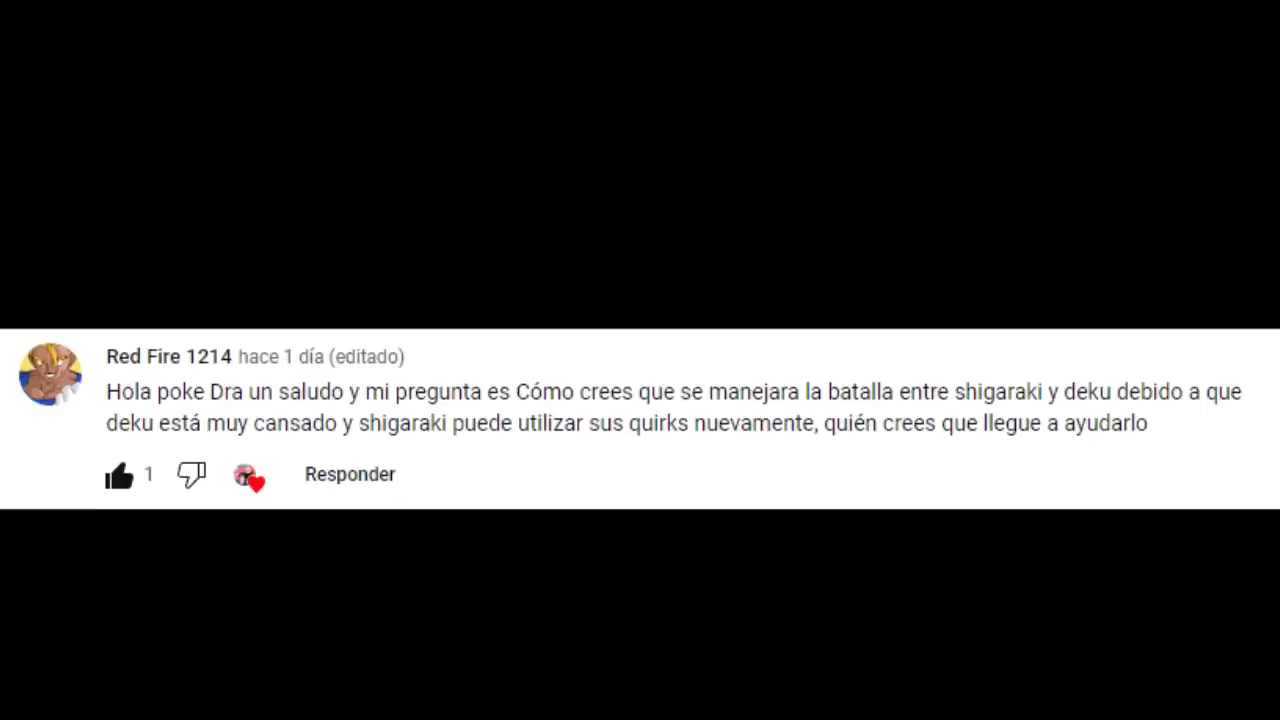 Red Fire 1214 hace 1 día (editado)
Hola poke Dra un saludo y mi pregunta es Cómo crees que se manejara la batalla entre shigaraki y deku debido a que
deku está muy cansado y shigaraki puede utilizar sus quirks nuevamente, quién crees que llegue a ayudarlo
1 Responder